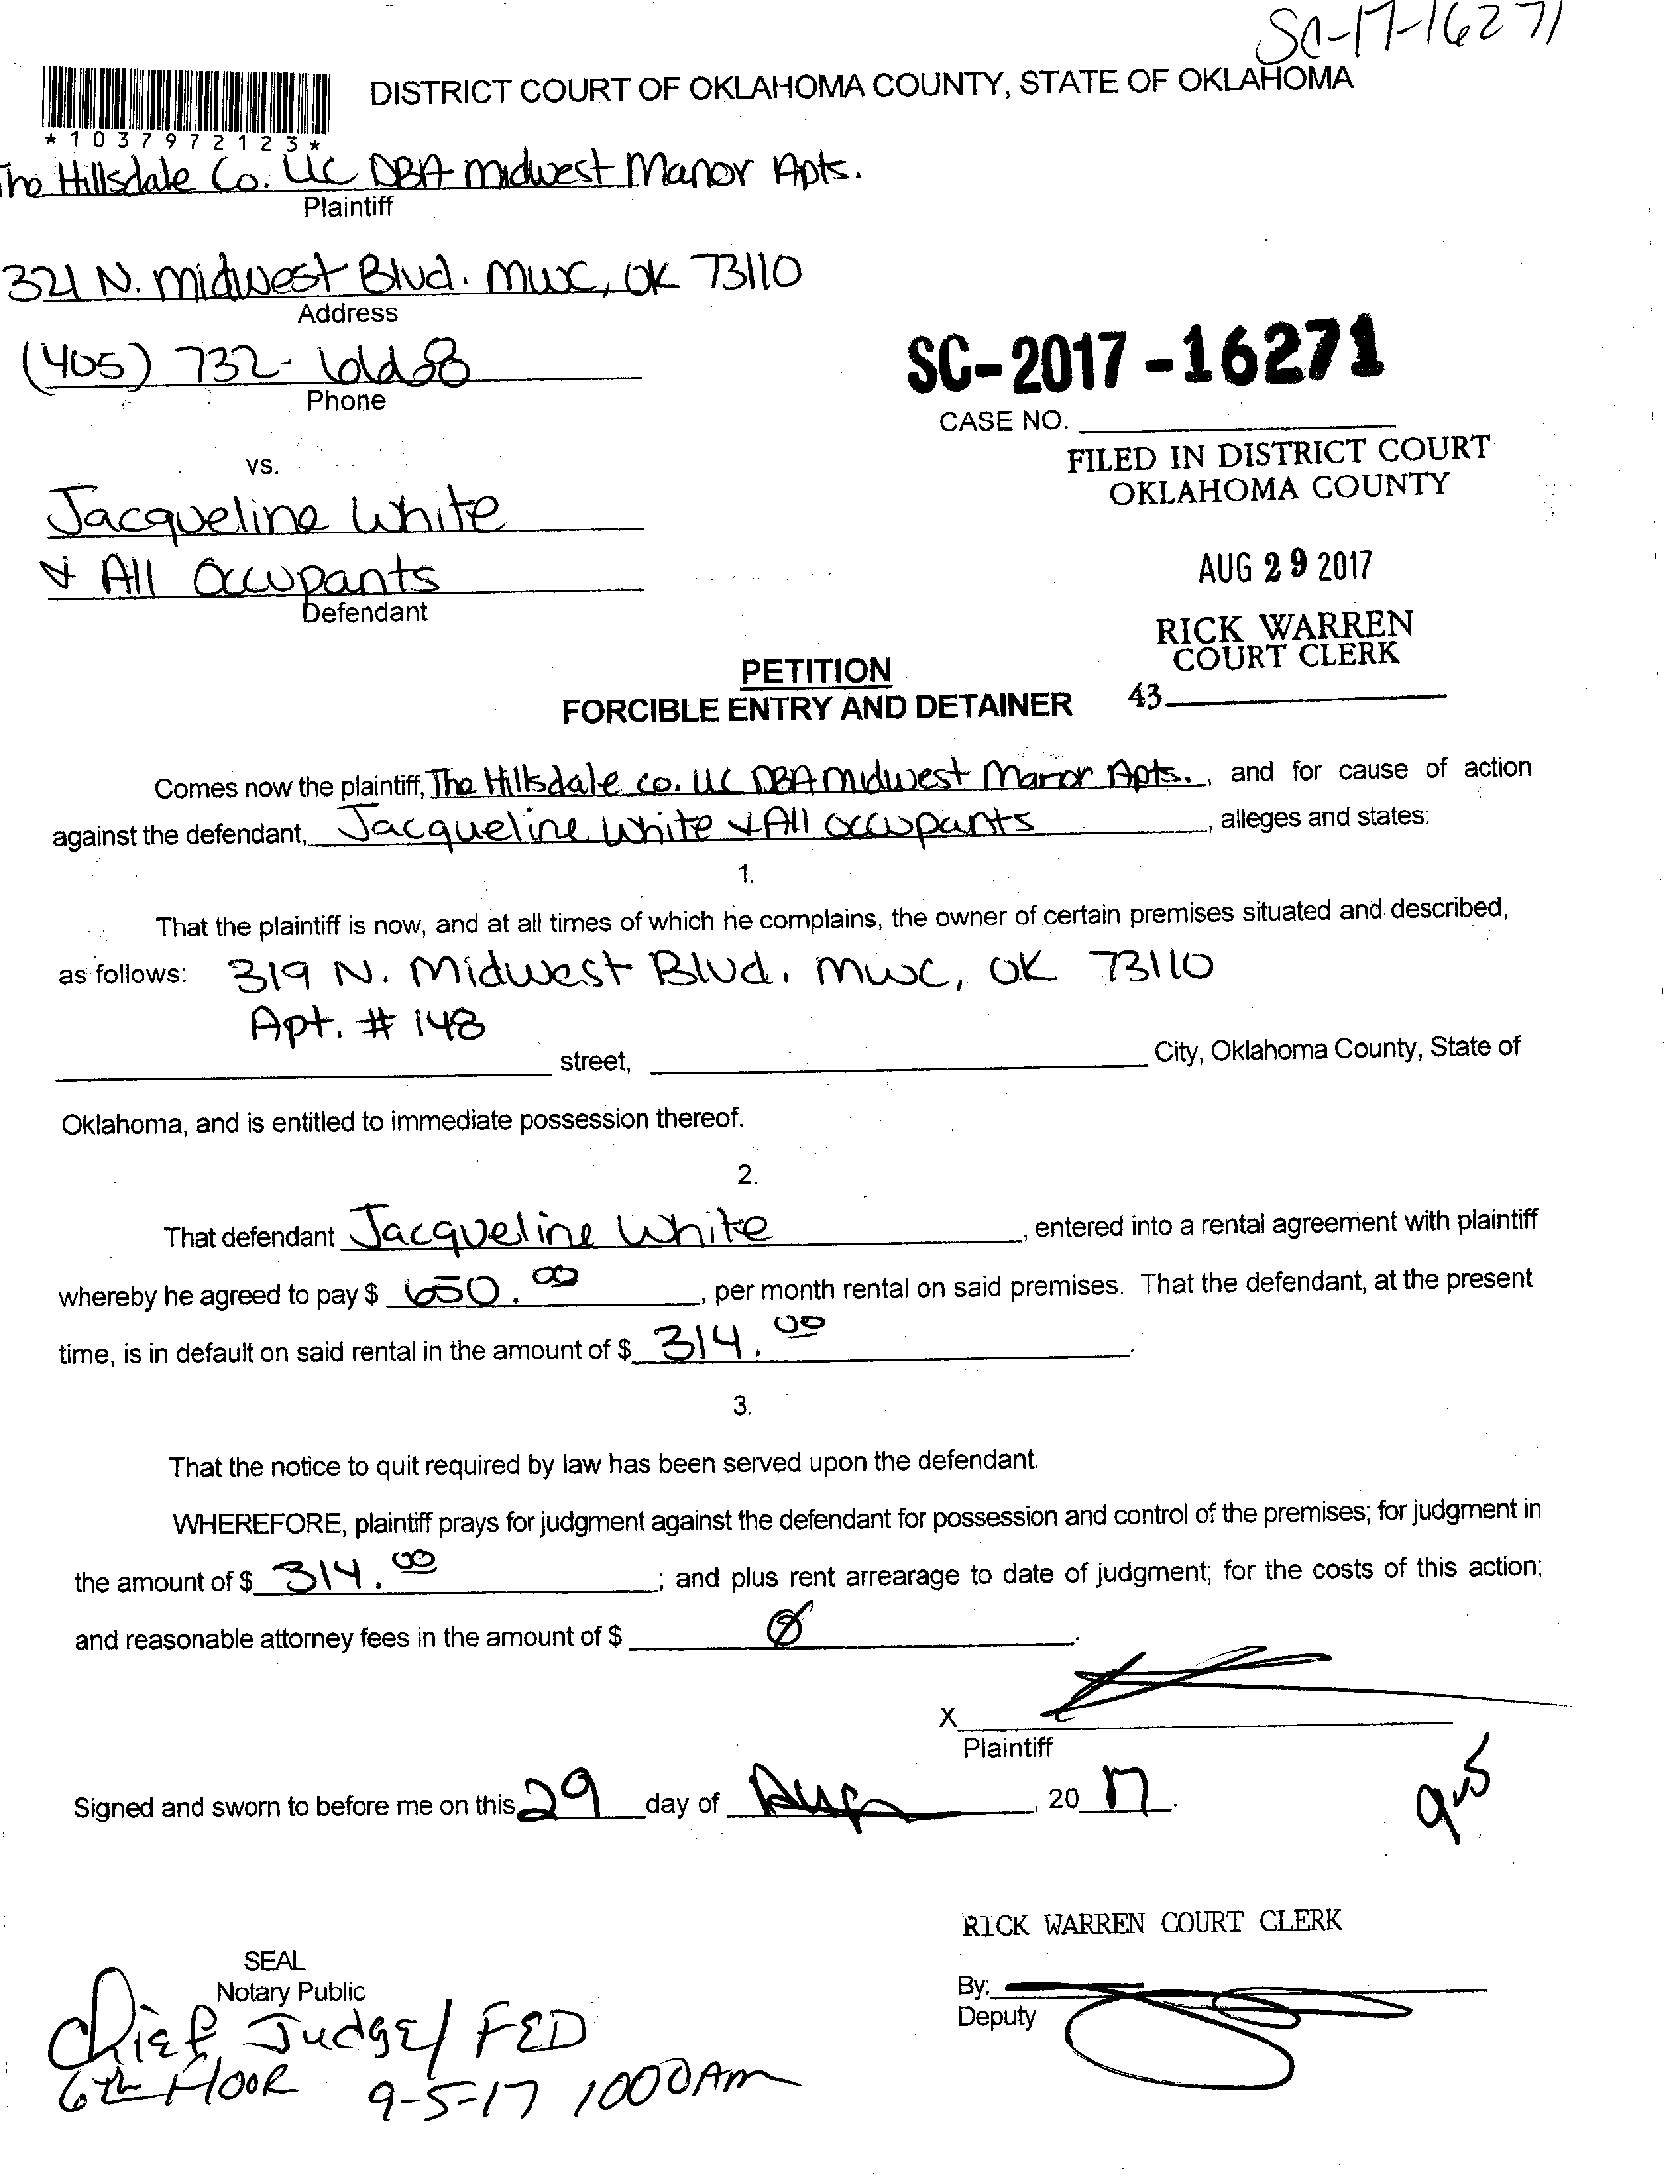 SC-17-16271
DISTRICT COURT OF OKLAHOMA COUNTY, STATE OF OKLAHOMA
*1037972123*
The Hillsdale Co. LLC DBA Midwest Manor Apts.
Plaintiff
321 N. Midwest Blvd. MWC, OK 73110
Address
(405) 732-
Phone
SC-2017-16271
CASE NO.
FILED IN DISTRICT COURT
OKLAHOMA COUNTY
vs.
Jacqueline White
& All Occupants
Defendant
AUG 29 2017
RICK WARREN
COURT CLERK
43
PETITION
FORCIBLE ENTRY AND DETAINER
Comes now the plaintiff, The Hillsdale Co. LLC DBA Midwest Manor Apts., and for cause of action
against the defendant, Jacqueline White & All occupants, alleges and states:
1.
That the plaintiff is now, and at all times of which he complains, the owner of certain premises situated and described,
as follows: 319 N. Midwest Blvd. MWC, OK 73110
Apt. # 148
street, City, Oklahoma County, State of
Oklahoma, and is entitled to immediate possession thereof.
2.
That defendant Jacqueline White, entered into a rental agreement with plaintiff
whereby he agreed to pay $ 650.00, per month rental on said premises. That the defendant, at the present
time, is in default on said rental in the amount of $ 314.00.
3.
That the notice to quit required by law has been served upon the defendant.
WHEREFORE, plaintiff prays for judgment against the defendant for possession and control of the premises; for judgment in
the amount of $ 314.00; and plus rent arrearage to date of judgment; for the costs of this action;
and reasonable attorney fees in the amount of $ Ø.
X
Plaintiff
Signed and sworn to before me on this 29 day of Aug, 20 17.
RICK WARREN COURT CLERK
SEAL
Notary Public
By:
Deputy
Chief Judge/ FED
6th Floor 9-5-17 1000AM